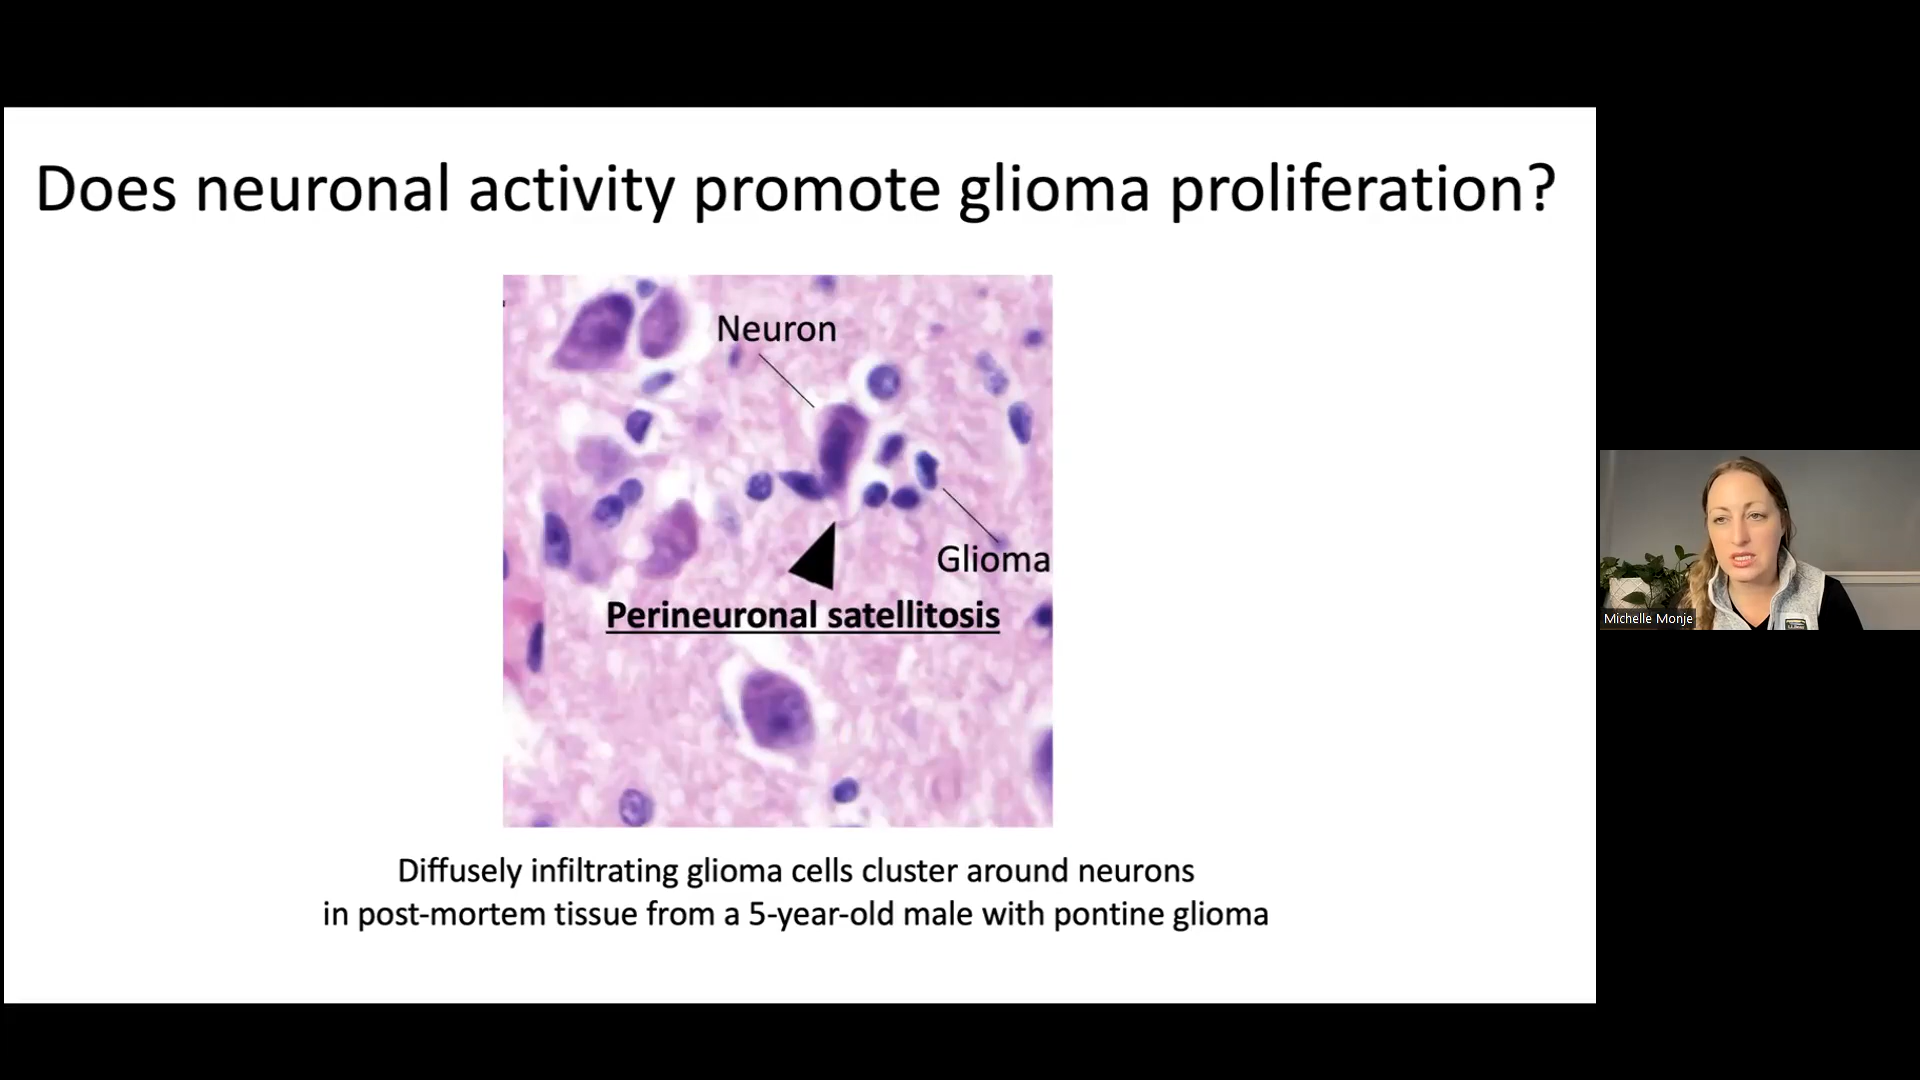 Does neuronal activity promote glioma proliferation?
Neuron
Glioma
Perineuronal satellitosis
Diffusely infiltrating glioma cells cluster around neurons
in post-mortem tissue from a 5-year-old male with pontine glioma
Michelle Monje